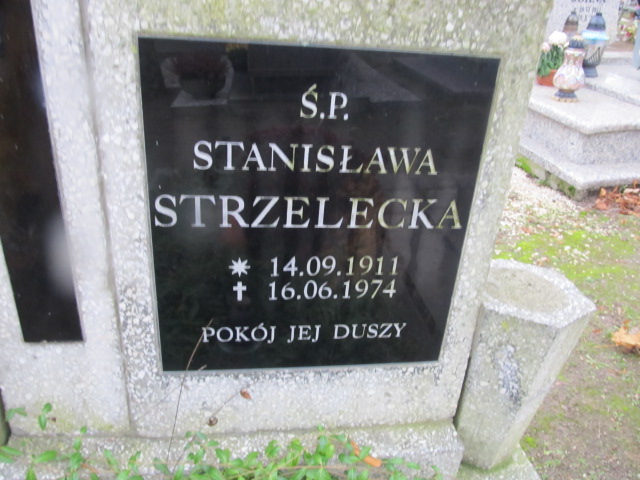 Ś.P.
STANISŁAWA
STRZELECKA
14.09.1911
16.06.1974
POKÓJ JEJ DUSZY